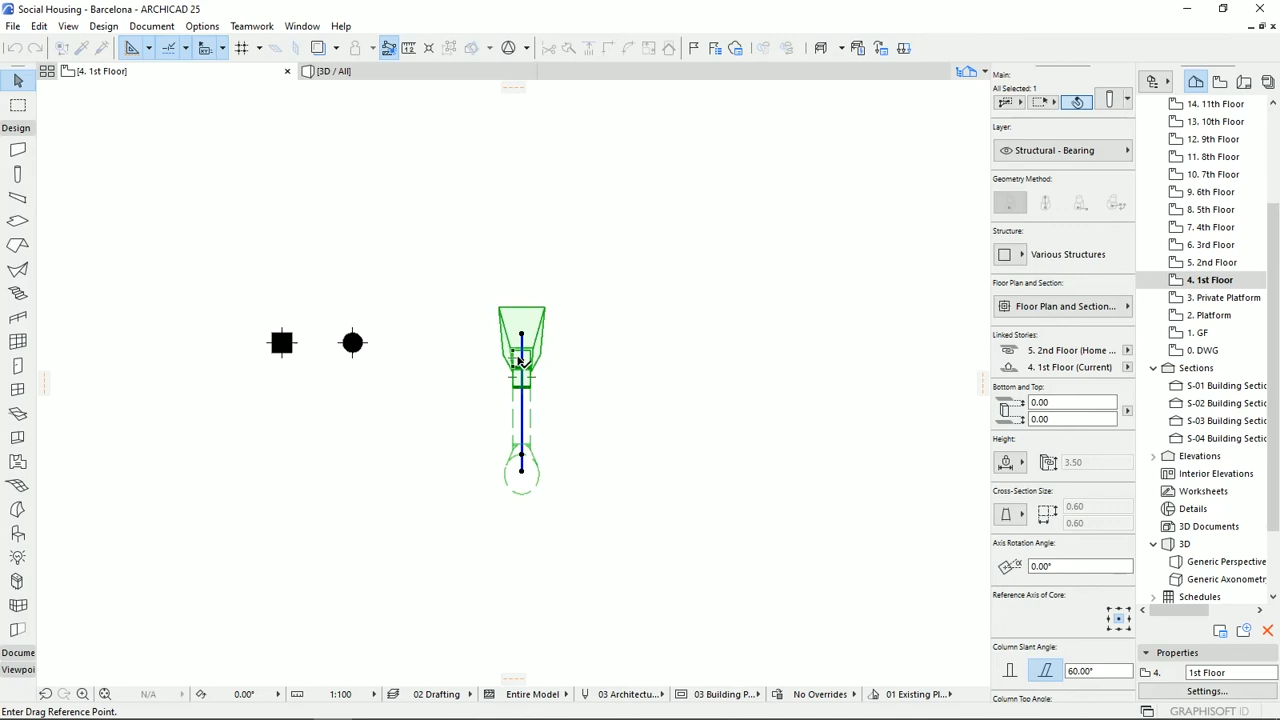 Social Housing - Barcelona - ARCHICAD 25
File Edit View Design Document Options Teamwork Window Help
[4. 1st Floor]
[3D / All]
Design
Docume
Viewpoi
Main:
All Selected: 1
Layer:
Structural - Bearing
Geometry Method:
Structure:
Various Structures
Floor Plan and Section:
Floor Plan and Section...
Linked Stories:
5. 2nd Floor (Home ...
4. 1st Floor (Current)
Bottom and Top:
0.00
0.00
Height:
3.50
Cross-Section Size:
0.60
0.60
Axis Rotation Angle:
0.00°
Reference Axis of Core:
Column Slant Angle:
60.00°
Column Top Angle:
14. 11th Floor
13. 10th Floor
12. 9th Floor
11. 8th Floor
10. 7th Floor
9. 6th Floor
8. 5th Floor
7. 4th Floor
6. 3rd Floor
5. 2nd Floor
4. 1st Floor
3. Private Platform
2. Platform
1. GF
0. DWG
Sections
S-01 Building Sectio
S-02 Building Sectio
S-03 Building Sectio
S-04 Building Sectio
Elevations
Interior Elevations
Worksheets
Details
3D Documents
3D
Generic Perspective
Generic Axonometr
Schedules
Properties
4. 1st Floor
Settings...
N/A 0.00° 1:100 02 Drafting Entire Model 03 Architectu... 03 Building P... No Overrides 01 Existing Pl...
Enter Drag Reference Point.
GRAPHISOFT ID